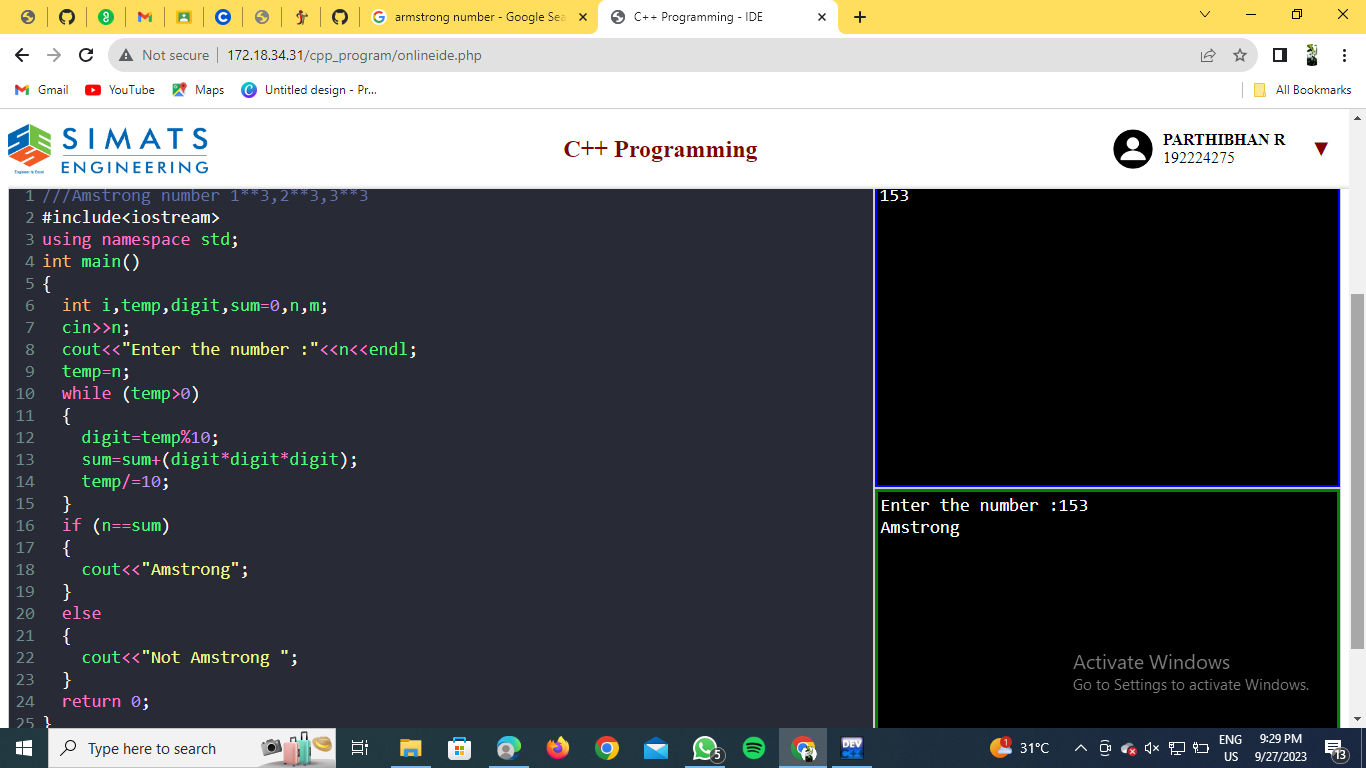 armstrong number - Google Sea
C++ Programming - IDE
Not secure
172.18.34.31/cpp_program/onlineide.php
Gmail
YouTube
Maps
Untitled design - Pr...
All Bookmarks
SIMATS
ENGINEERING
Engineer to Excel
C++ Programming
PARTHIBHAN R
192224275
1 ///Amstrong number 1**3,2**3,3**3
2 #include<iostream>
3 using namespace std;
4 int main()
5 {
6   int i,temp,digit,sum=0,n,m;
7   cin>>n;
8   cout<<"Enter the number :"<<n<<endl;
9   temp=n;
10   while (temp>0)
11   {
12     digit=temp%10;
13     sum=sum+(digit*digit*digit);
14     temp/=10;
15   }
16   if (n==sum)
17   {
18     cout<<"Amstrong";
19   }
20   else
21   {
22     cout<<"Not Amstrong ";
23   }
24   return 0;
25 }
153
Enter the number :153
Amstrong
Activate Windows
Go to Settings to activate Windows.
Type here to search
5
DEV
1
31°C
ENG
US
9:29 PM
9/27/2023
13